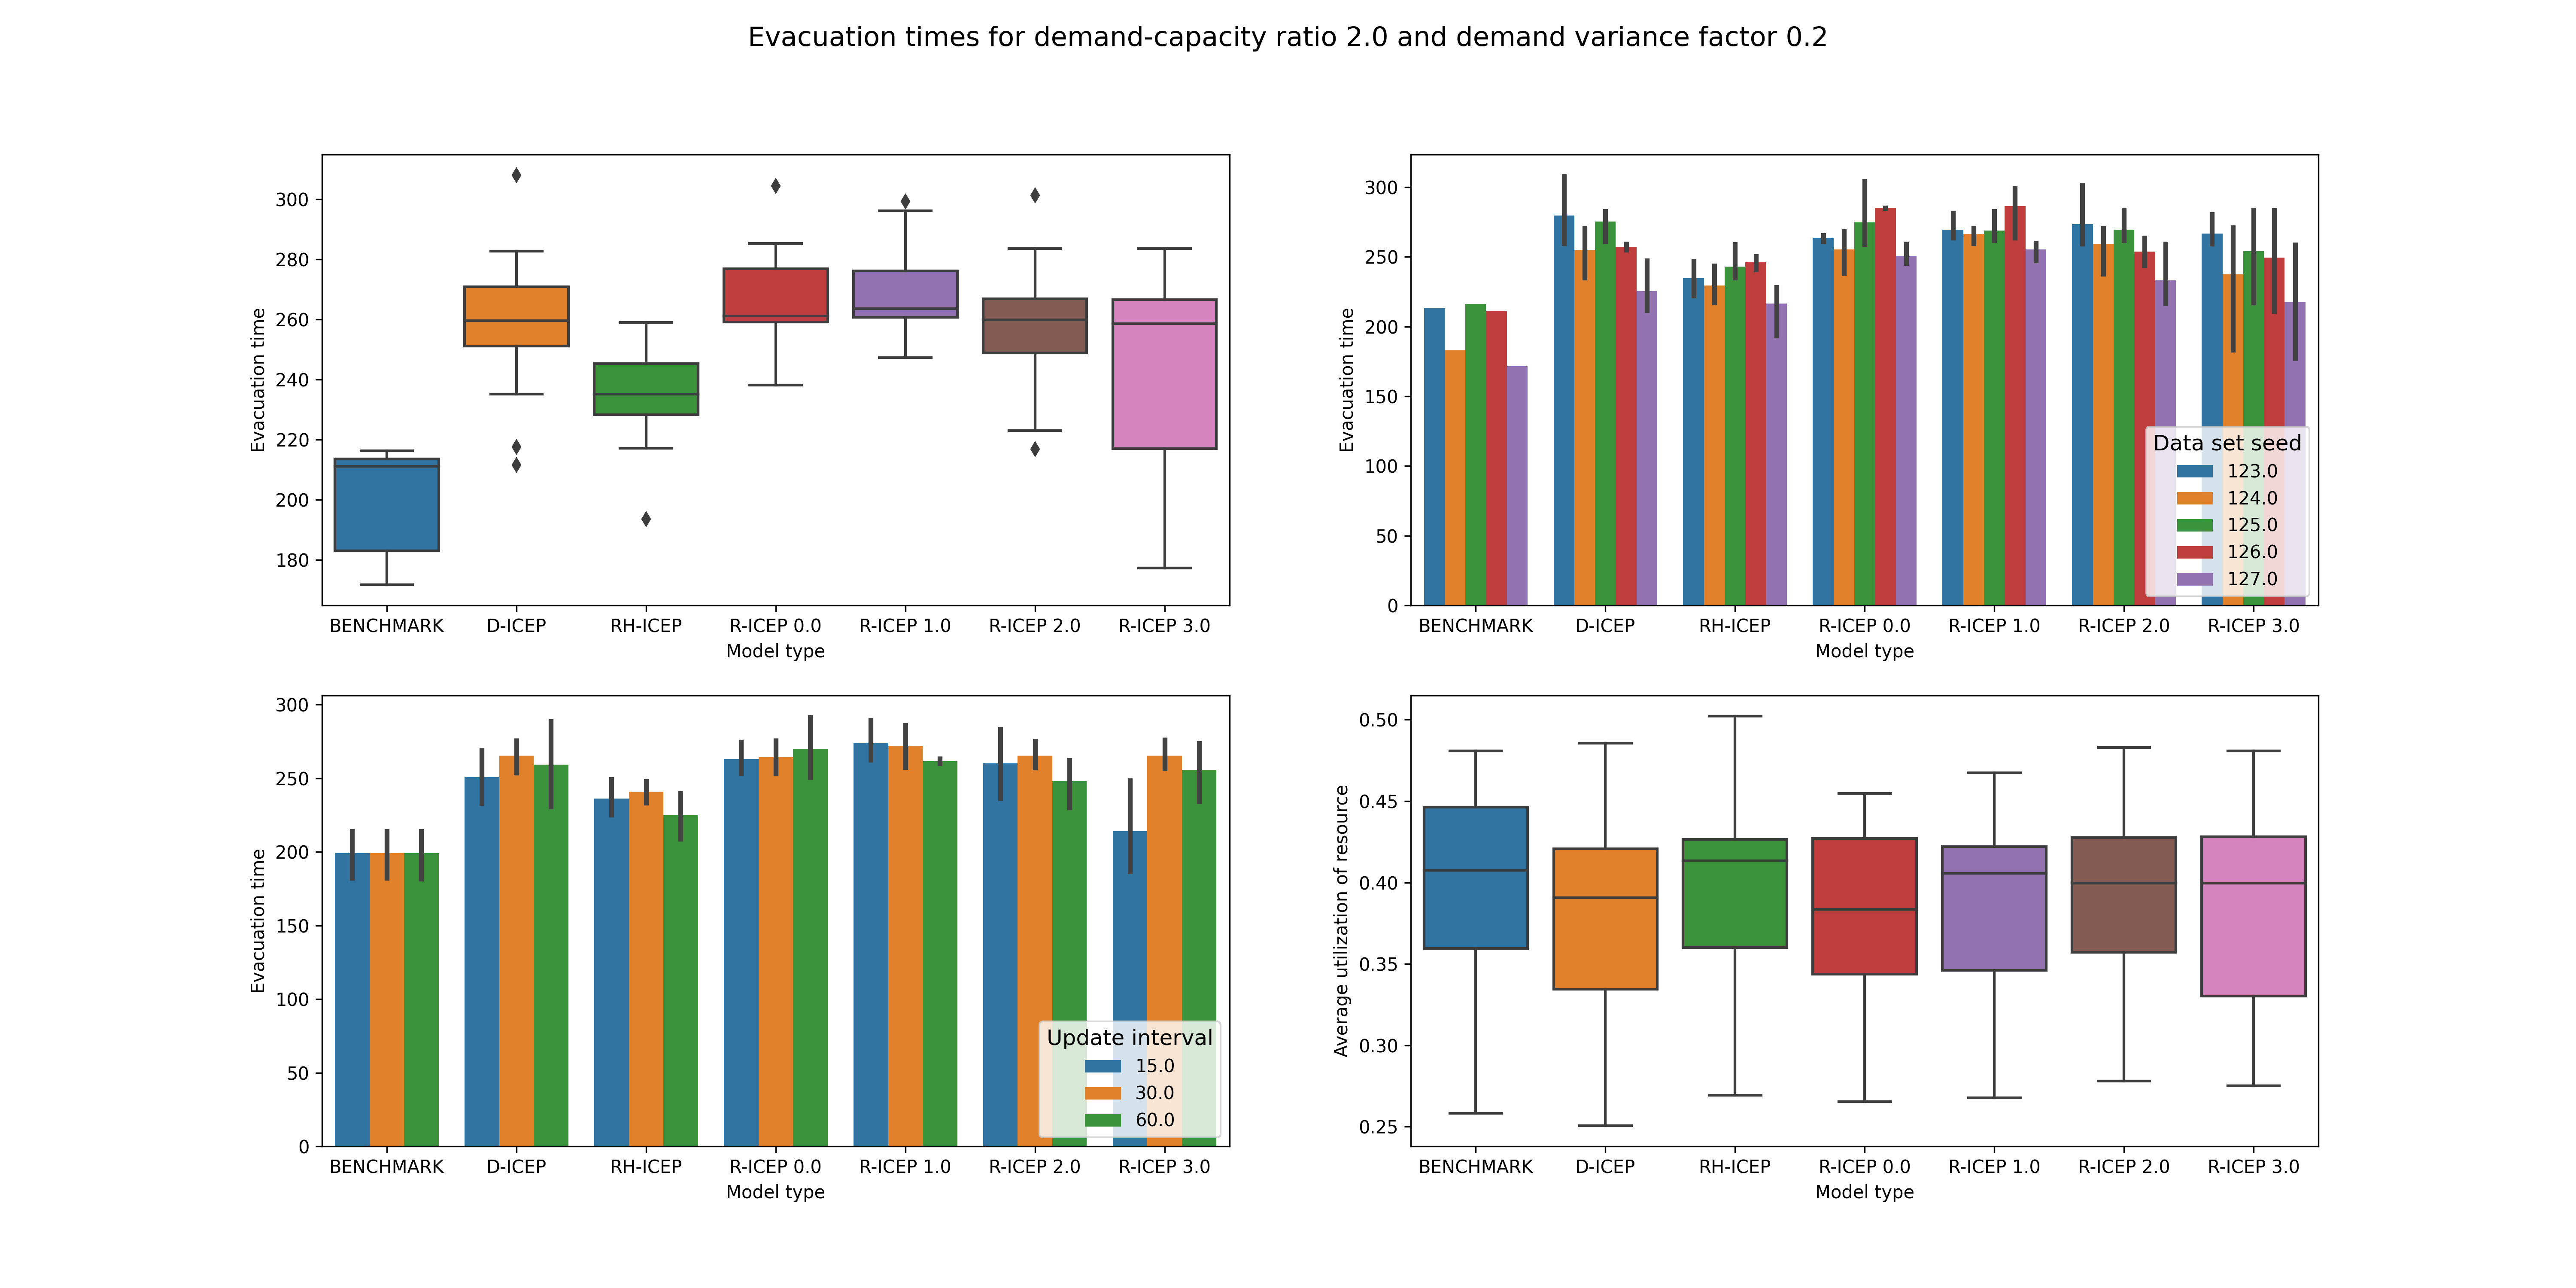 Evacuation times for demand-capacity ratio 2.0 and demand variance factor 0.2
Evacuation time
300
280
260
240
220
200
180
BENCHMARK D-ICEP RH-ICEP R-ICEP 0.0 R-ICEP 1.0 R-ICEP 2.0 R-ICEP 3.0
Model type
Evacuation time
300
250
200
150
100
50
0
Data set seed
123.0
124.0
125.0
126.0
127.0
BENCHMARK D-ICEP RH-ICEP R-ICEP 0.0 R-ICEP 1.0 R-ICEP 2.0 R-ICEP 3.0
Model type
Evacuation time
300
250
200
150
100
50
0
Update interval
15.0
30.0
60.0
BENCHMARK D-ICEP RH-ICEP R-ICEP 0.0 R-ICEP 1.0 R-ICEP 2.0 R-ICEP 3.0
Model type
Average utilization of resource
0.50
0.45
0.40
0.35
0.30
0.25
BENCHMARK D-ICEP RH-ICEP R-ICEP 0.0 R-ICEP 1.0 R-ICEP 2.0 R-ICEP 3.0
Model type